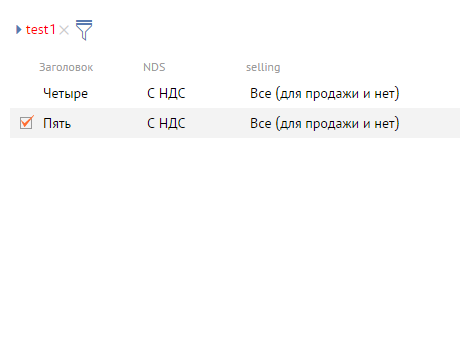 test1
Заголовок NDS selling
Четыре С НДС Все (для продажи и нет)
Пять С НДС Все (для продажи и нет)